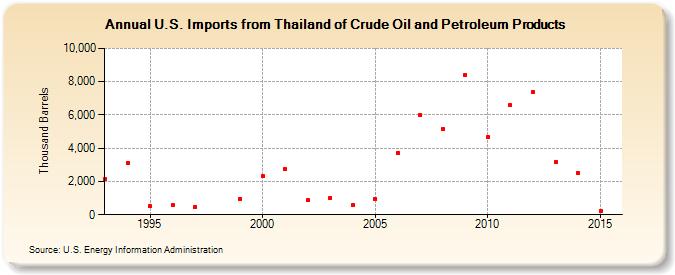 Annual U.S. Imports from Thailand of Crude Oil and Petroleum Products
Thousand Barrels
10,000
8,000
6,000
4,000
2,000
0
1995 2000 2005 2010 2015
Source: U.S. Energy Information Administration